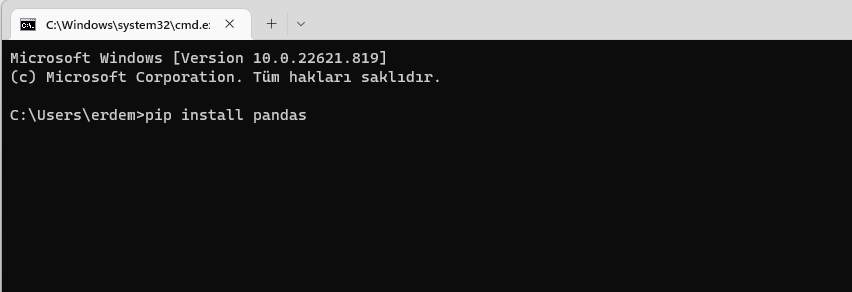 C:\Windows\system32\cmd.e
Microsoft Windows [Version 10.0.22621.819]
(c) Microsoft Corporation. Tüm hakları saklıdır.
C:\Users\erdem>pip install pandas